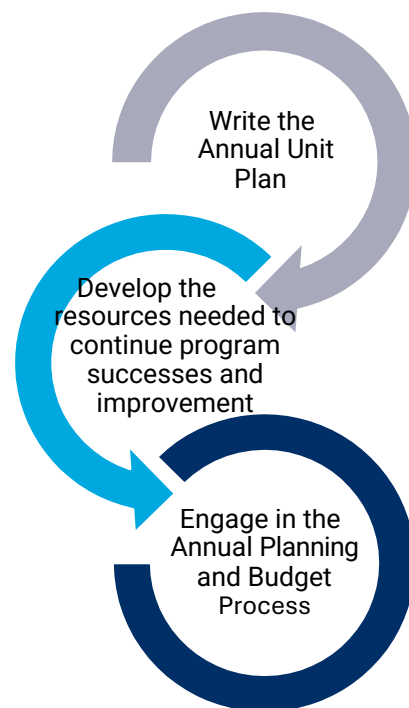 Write the
Annual Unit
Plan
Develop the
resources needed to
continue program
successes and
improvement
Engage in the
Annual Planning
and Budget
Process